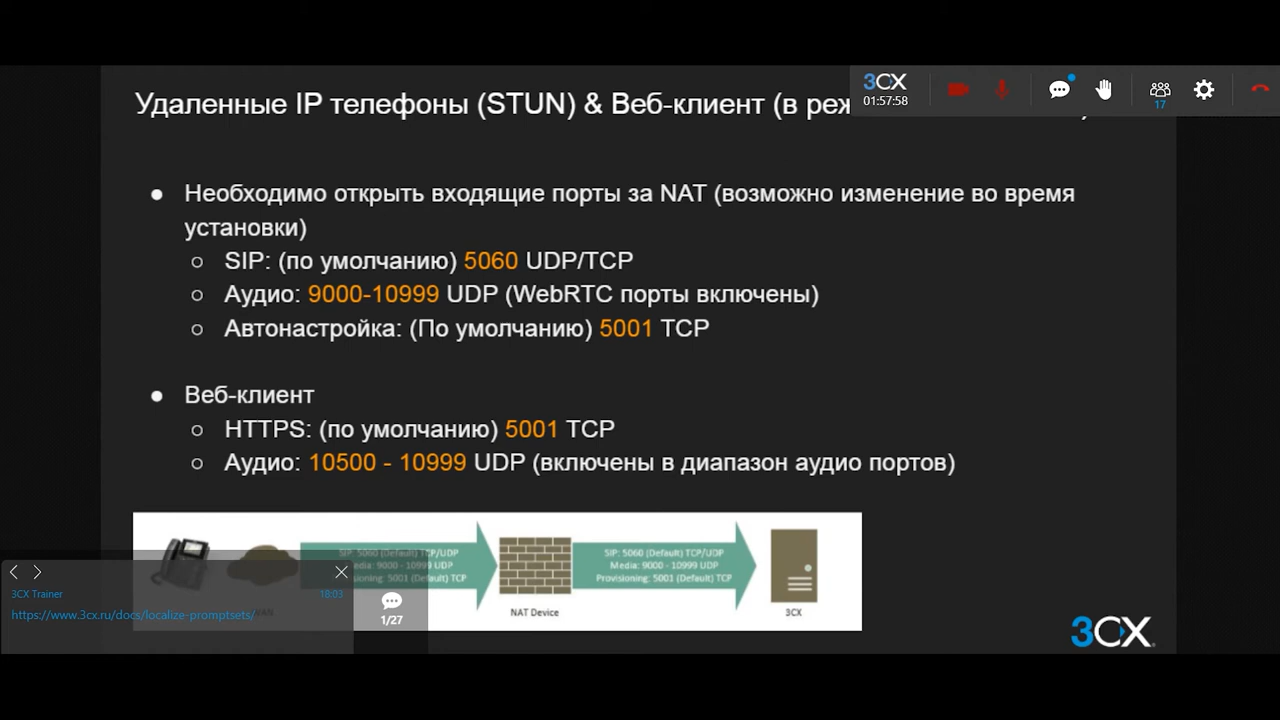 Удаленные IP телефоны (STUN) & Веб-клиент (в реж
3CX
01:57:58
17
● Необходимо открыть входящие порты за NAT (возможно изменение во время
установки)
○ SIP: (по умолчанию) 5060 UDP/TCP
○ Аудио: 9000-10999 UDP (WebRTC порты включены)
○ Автонастройка: (По умолчанию) 5001 TCP
● Веб-клиент
○ HTTPS: (по умолчанию) 5001 TCP
○ Аудио: 10500 - 10999 UDP (включены в диапазон аудио портов)
SIP: 5060 (Default) TCP/UDP
9000 - 10999 UDP
5001 (Default) TCP
SIP: 5060 (Default) TCP/UDP
Media: 9000 - 10999 UDP
Provisioning: 5001 (Default) TCP
WAN
NAT Device
3CX
3CX Trainer
18:03
https://www.3cx.ru/docs/localize-promptsets/
1/27
3CX